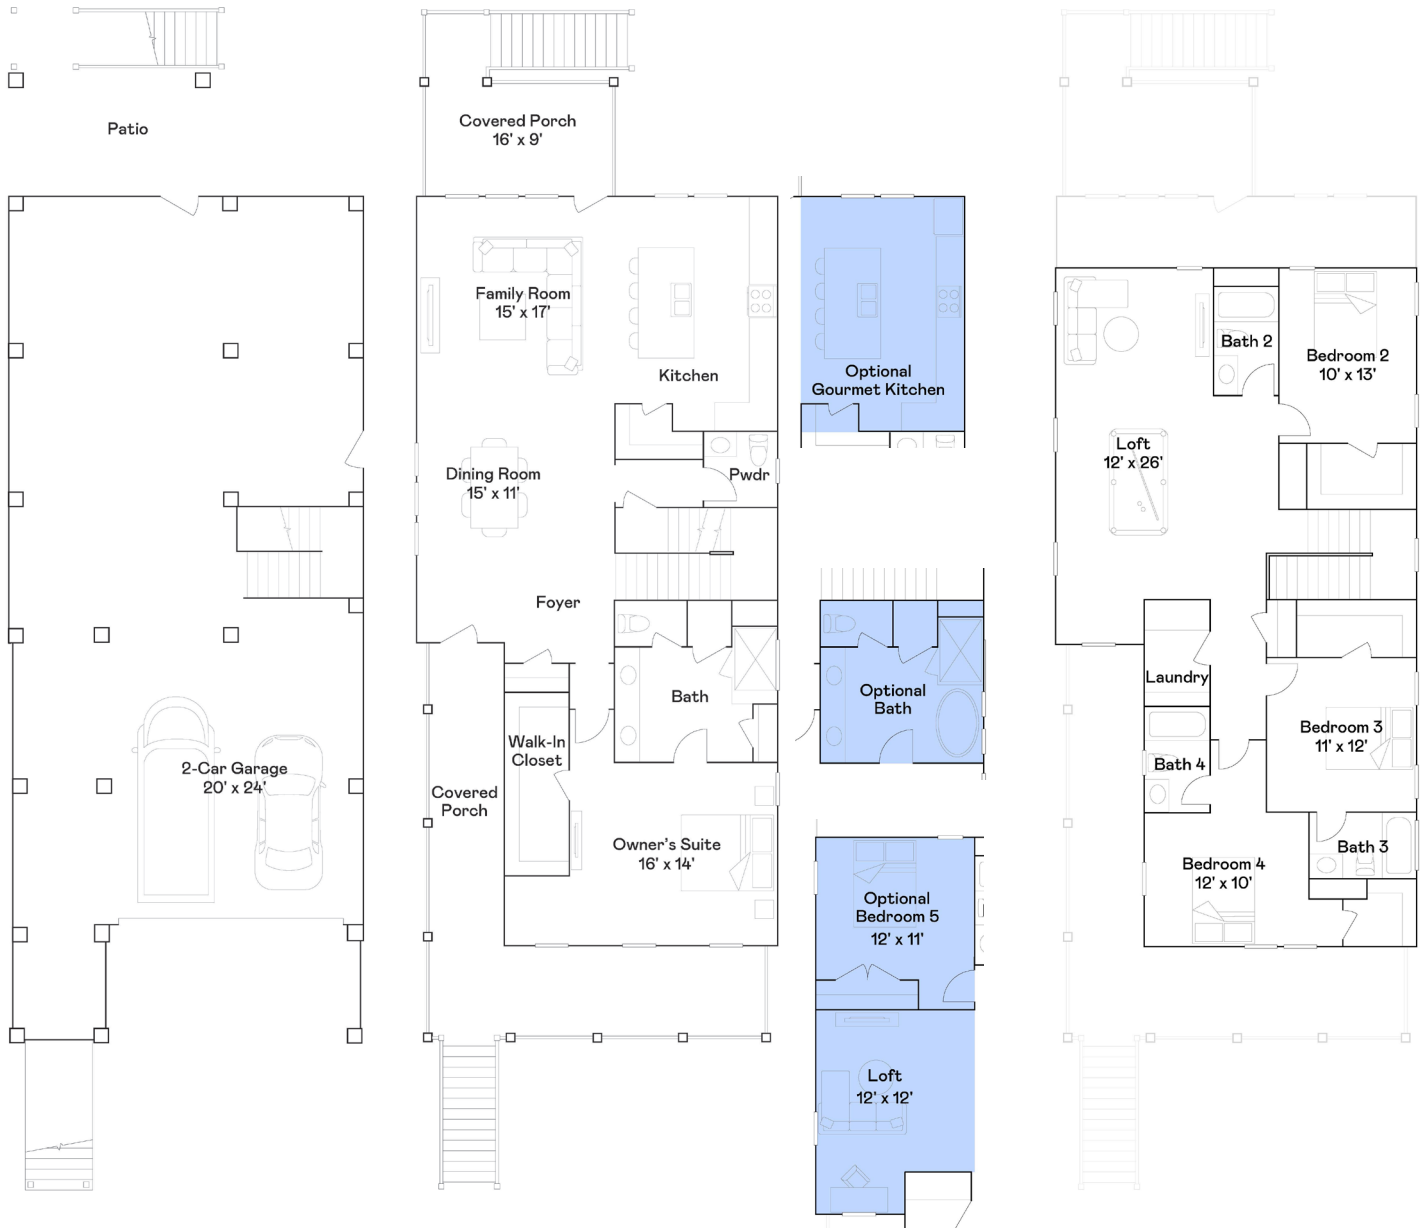 Patio
2-Car Garage
20' x 24'
Covered Porch
16' x 9'
Family Room
15' x 17'
Kitchen
Dining Room
15' x 11'
Pwdr
Foyer
Bath
Walk-In
Closet
Covered
Porch
Owner's Suite
16' x 14'
Optional
Gourmet Kitchen
Optional
Bath
Optional
Bedroom 5
12' x 11'
Loft
12' x 12'
Bath 2
Bedroom 2
10' x 13'
Loft
12' x 26'
Laundry
Bedroom 3
11' x 12'
Bath 4
Bath 3
Bedroom 4
12' x 10'